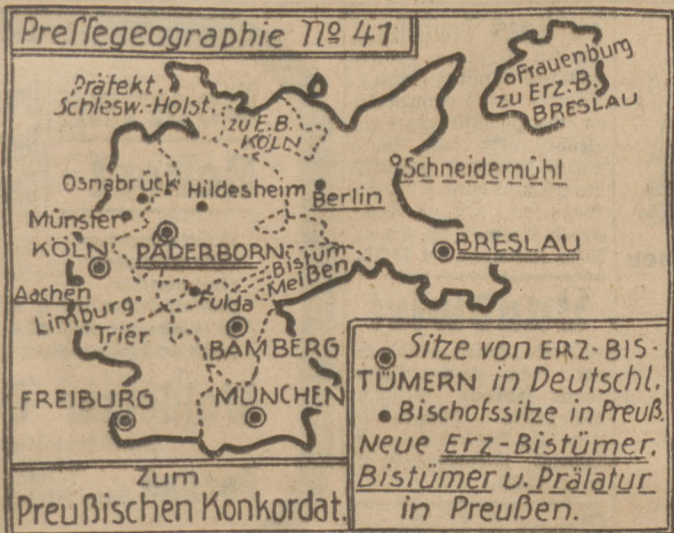 Pressegeographie No 41
Präfekt.
Schlesw.-Holst.
zu E.B.
KÖLN
Frauenburg
zu Erz.-B.
BRESLAU
Schneidemühl
Osnabrück
Hildesheim
Berlin
Münster
KÖLN
PADERBORN
BRESLAU
Bistum
Meißen
Aachen
Fulda
Limburg
Trier
BAMBERG
FREIBURG
MÜNCHEN
Sitze von ERZ-BIS-
TÜMERN in Deutschl.
Bischofssitze in Preuß.
Neue Erz-Bistümer,
Bistümer u. Prälatur
in Preußen.
Zum
Preußischen Konkordat.